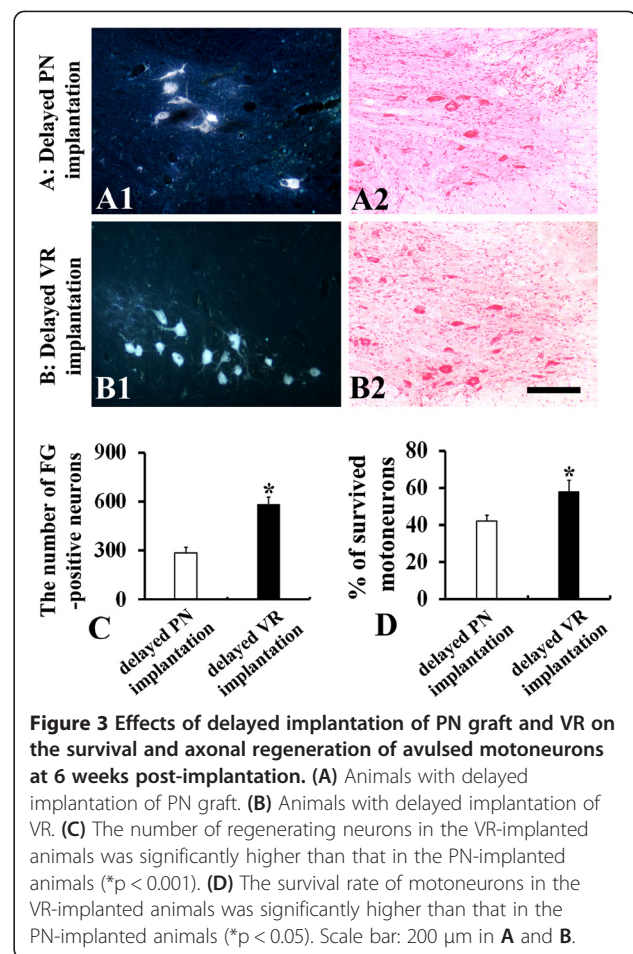 A: Delayed PN
implantation
A1
A2
B: Delayed VR
implantation
B1
B2
The number of FG
-positive neurons
900
600
300
0
*
delayed PN
implantation
delayed VR
implantation
C
% of survived
motoneurons
80
60
40
20
0
*
delayed PN
implantation
delayed VR
implantation
D
Figure 3 Effects of delayed implantation of PN graft and VR on
the survival and axonal regeneration of avulsed motoneurons
at 6 weeks post-implantation. (A) Animals with delayed
implantation of PN graft. (B) Animals with delayed implantation of
VR. (C) The number of regenerating neurons in the VR-implanted
animals was significantly higher than that in the PN-implanted
animals (*p < 0.001). (D) The survival rate of motoneurons in the
VR-implanted animals was significantly higher than that in the
PN-implanted animals (*p < 0.05). Scale bar: 200 μm in A and B.